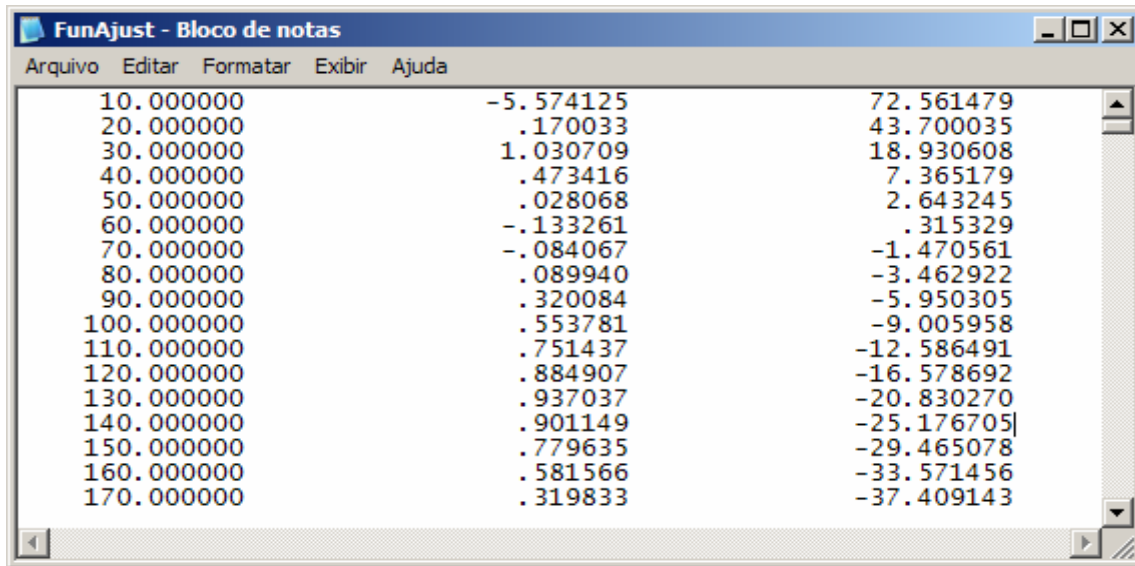 FunAjust - Bloco de notas
Arquivo Editar Formatar Exibir Ajuda
10.000000 -5.574125 72.561479
20.000000 .170033 43.700035
30.000000 1.030709 18.930608
40.000000 .473416 7.365179
50.000000 .028068 2.643245
60.000000 -.133261 .315329
70.000000 -.084067 -1.470561
80.000000 .089940 -3.462922
90.000000 .320084 -5.950305
100.000000 .553781 -9.005958
110.000000 .751437 -12.586491
120.000000 .884907 -16.578692
130.000000 .937037 -20.830270
140.000000 .901149 -25.176705
150.000000 .779635 -29.465078
160.000000 .581566 -33.571456
170.000000 .319833 -37.409143